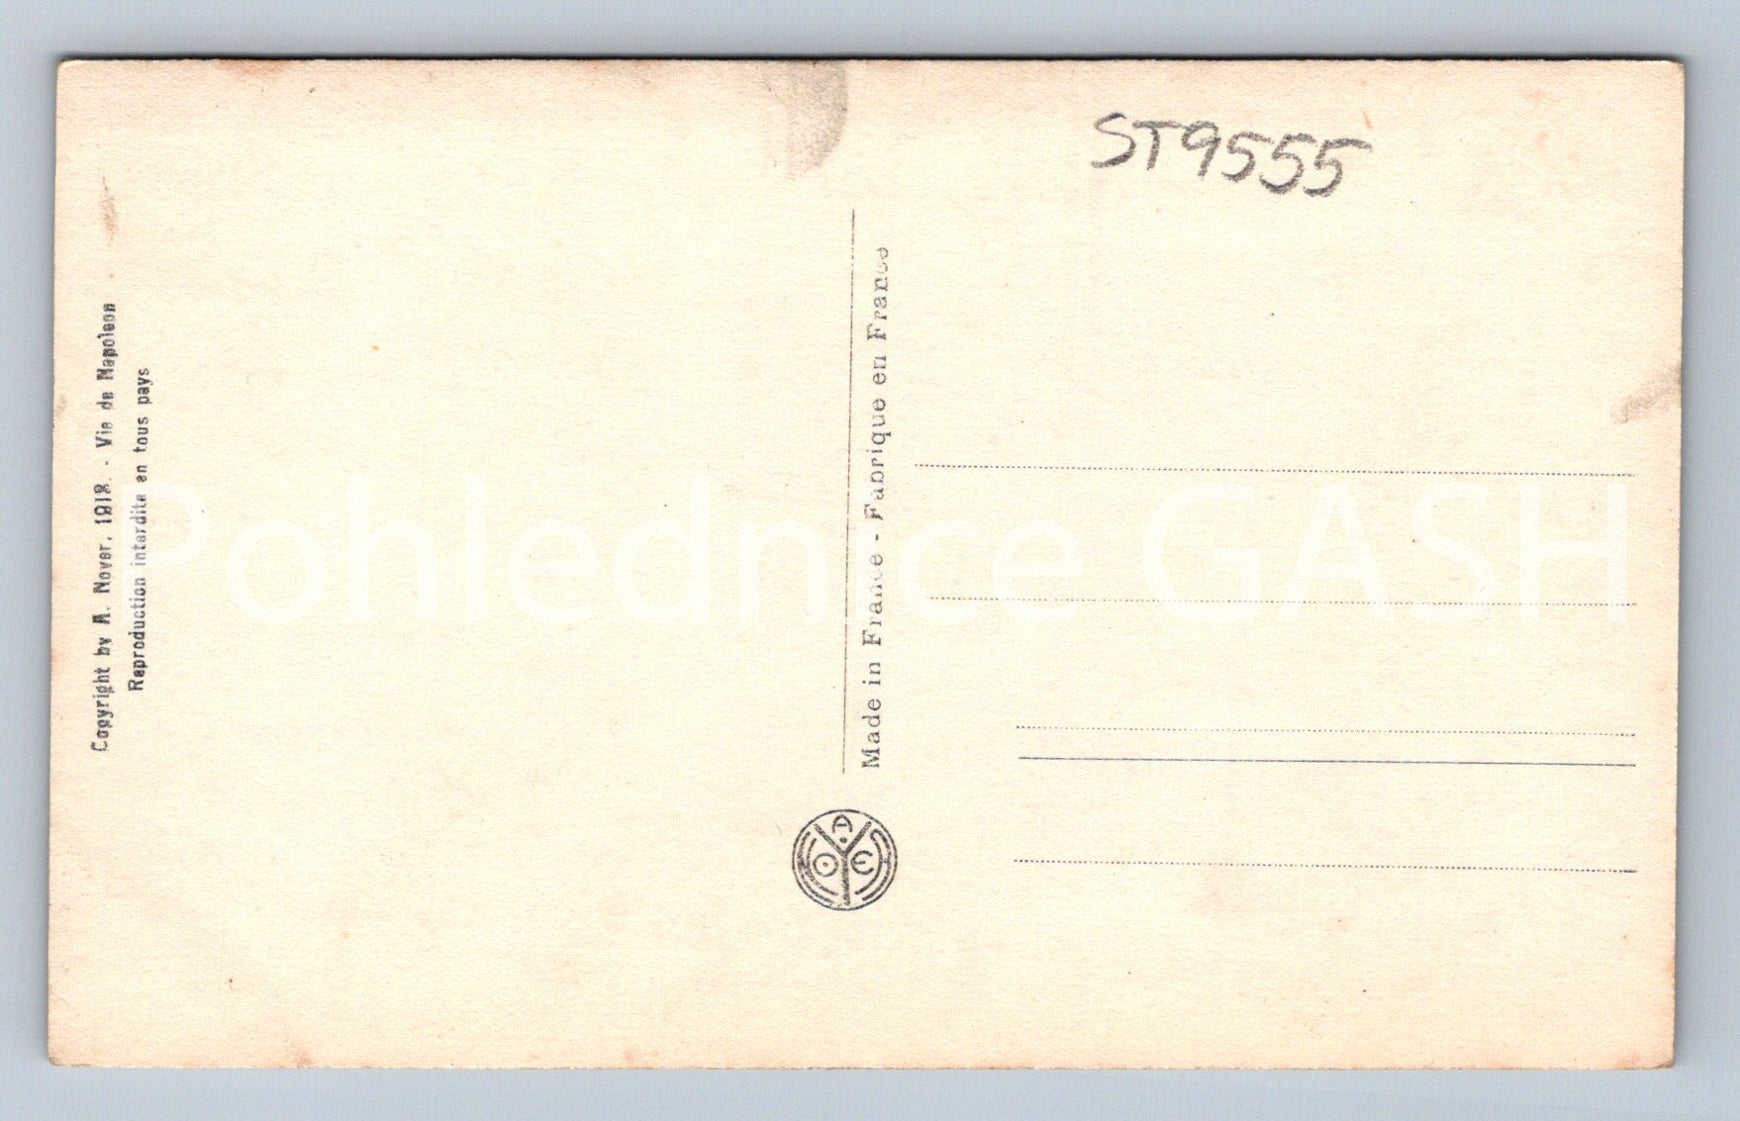 ST9555
Copyright by A. Noyer, 1918. - Vie de Napoleon
Reproduction interdite en tous pays
Made in France - Fabrique en France
A
O E
Pohlednice GASH